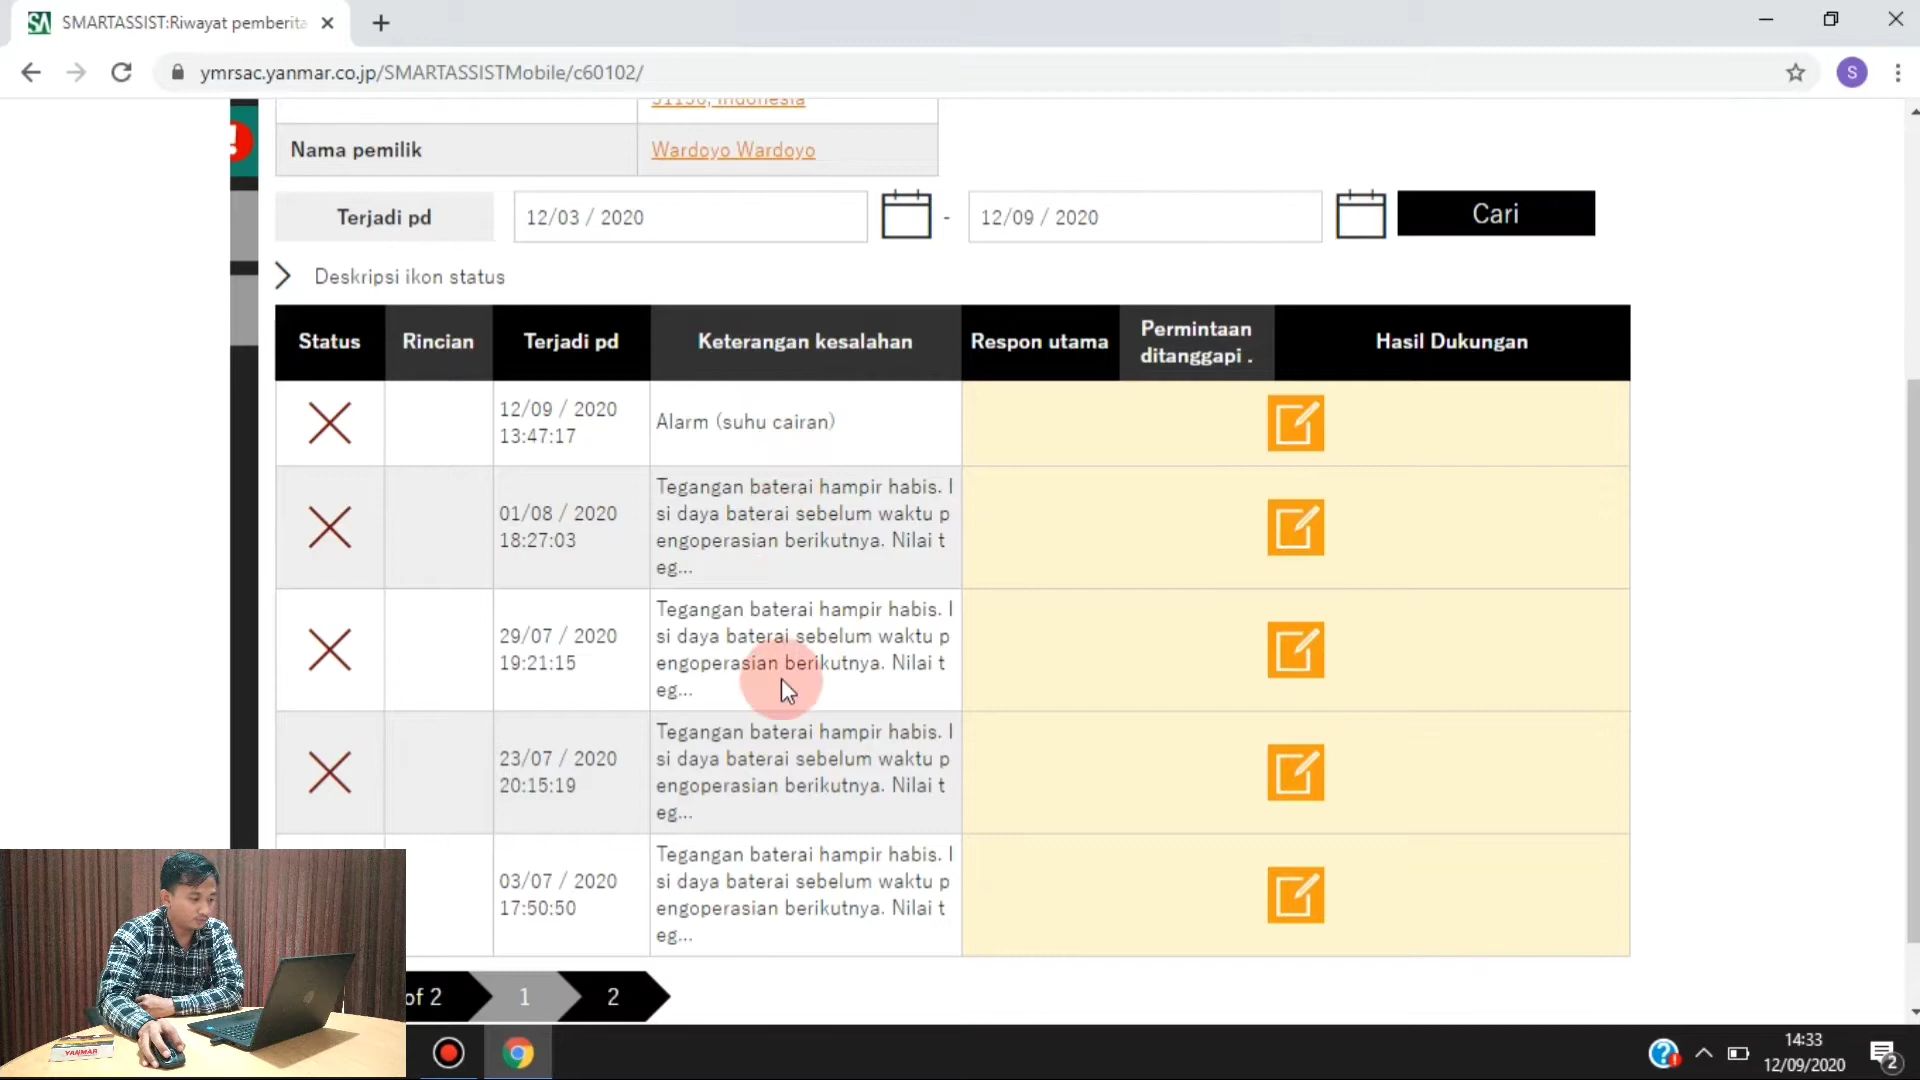 SMARTASSIST:Riwayat pemberita
S
ymrsac.yanmar.co.jp/SMARTASSISTMobile/c60102/
51156, Indonesia
Nama pemilik
Wardoyo Wardoyo
Terjadi pd
12/03 / 2020
-
12/09 / 2020
Cari
Deskripsi ikon status
Status
Rincian
Terjadi pd
Keterangan kesalahan
Respon utama
Permintaan
ditanggapi .
Hasil Dukungan
12/09 / 2020
13:47:17
Alarm (suhu cairan)
01/08 / 2020
18:27:03
Tegangan baterai hampir habis. I
si daya baterai sebelum waktu p
engoperasian berikutnya. Nilai t
eg...
29/07 / 2020
19:21:15
Tegangan baterai hampir habis. I
si daya baterai sebelum waktu p
engoperasian berikutnya. Nilai t
eg...
23/07 / 2020
20:15:19
Tegangan baterai hampir habis. I
si daya baterai sebelum waktu p
engoperasian berikutnya. Nilai t
eg...
03/07 / 2020
17:50:50
Tegangan baterai hampir habis. I
si daya baterai sebelum waktu p
engoperasian berikutnya. Nilai t
eg...
of 2
1
2
YANMAR
14:33
12/09/2020
2